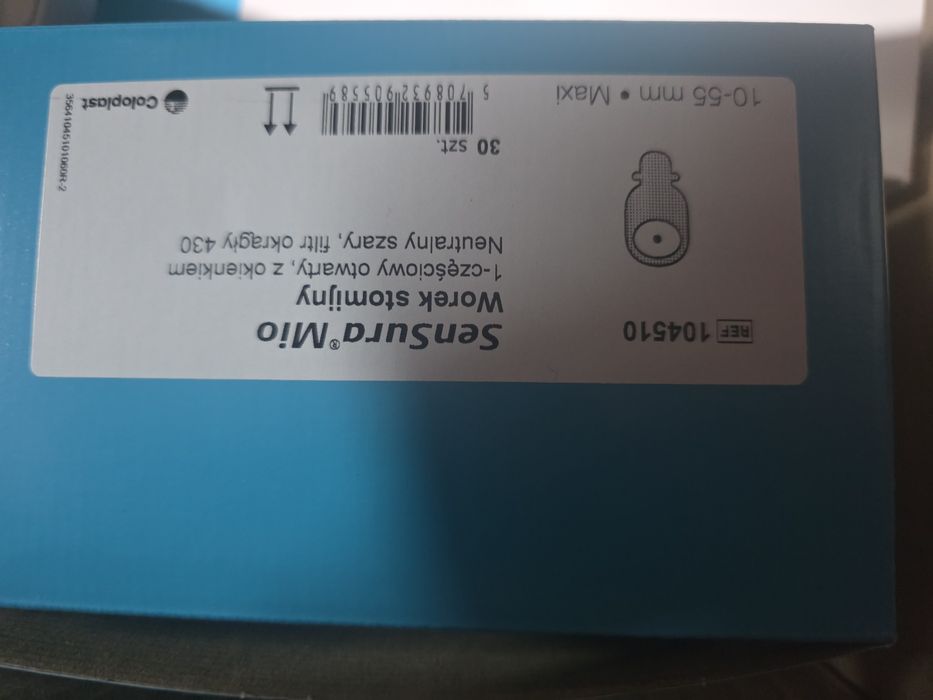 REF 104510
10-55 mm • Maxi
SenSura® Mio
Worek stomijny
1-częściowy otwarty, z okienkiem
Neutralny szary, filtr okrągły 430
30 szt.
5 708932 905589
Coloplast